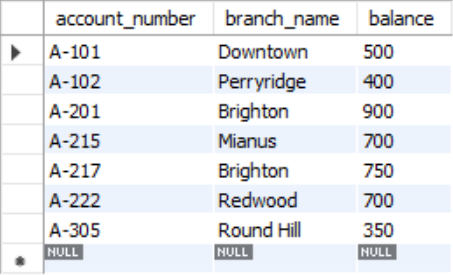 account_number branch_name balance
A-101 Downtown 500
A-102 Perryridge 400
A-201 Brighton 900
A-215 Mianus 700
A-217 Brighton 750
A-222 Redwood 700
A-305 Round Hill 350
NULL NULL NULL